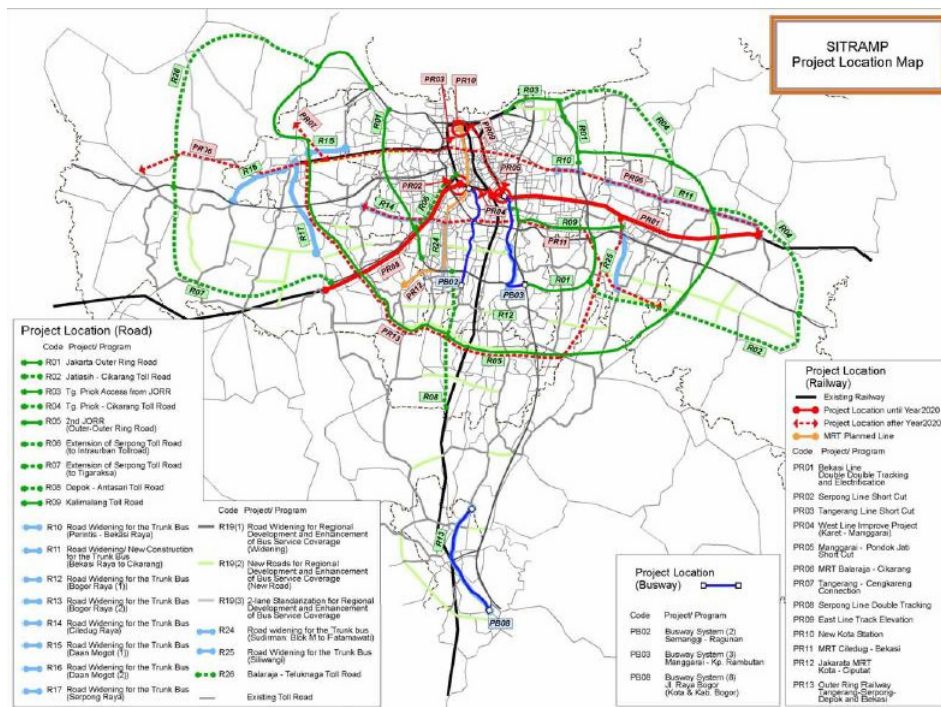 SITRAMP
Project Location Map
PR03
PR10
R26
R01
PR07
R15
PR06
R16
R17
R14
PR02
R06
R24
PR09
R03
R04
R01
R10
PR05
PR06
R11
PR04
PR01
R09
PR11
R04
R25
R01
PR08
PR12
PB02
PB03
R12
R07
PR13
R05
R02
R08
R13
PB08
Project Location (Road)
Code Project/ Program
R01 Jakarta Outer Ring Road
R02 Jatiasih - Cikarang Toll Road
R03 Tg. Priok Access from JORR
R04 Tg. Priok - Cikarang Toll Road
R05 2nd JORR
(Outer-Outer Ring Road)
R06 Extension of Serpong Toll Road
(to Intraurban Tollroad)
R07 Extension of Serpong Toll Road
(to Tigaraksa)
R08 Depok - Antasari Toll Road
R09 Kalimalang Toll Road
R10 Road Widening for the Trunk Bus
(Perintis - Bekasi Raya)
R11 Road Widening/ New Construction
for the Trunk Bus
(Bekasi Raya to Cikarang)
R12 Road Widening for the Trunk Bus
(Bogor Raya (1))
R13 Road Widening for the Trunk Bus
(Bogor Raya (2))
R14 Road Widening for the Trunk Bus
(Ciledug Raya)
R15 Road Widening for the Trunk Bus
(Daan Mogot (1))
R16 Road Widening for the Trunk Bus
(Daan Mogot (2))
R17 Road Widening for the Trunk Bus
(Serpong Raya)
Code Project/ Program
R19(1) Road Widening for Regional
Development and Enhancement
of Bus Service Coverage
(Widening)
R19(2) New Roads for Regional
Development and Enhancement
of Bus Service Coverage
(New Road)
R19(3) 2-lane Standarization for Regional
Development and Enhancement
of Bus Service Coverage
R24 Road widening for the Trunk bus
(Sudirman: Blok M to Fatamawati)
R25 Road Widening for the Trunk Bus
(Siliwangi)
R26 Balaraja - Teluknaga Toll Road
Existing Toll Road
Project Location
(Busway)
Code Project/ Program
PB02 Busway System (2)
Semanggi - Ragunan
PB03 Busway System (3)
Manggarai - Kp. Rambutan
PB08 Busway System (8)
Jl. Raya Bogor
(Kota & Kab. Bogor)
Project Location
(Railway)
Existing Railway
Project Location until Year2020
Project Location after Year2020
MRT Planned Line
Code Project/ Program
PR01 Bekasi Line
Double Double Tracking
and Electrification
PR02 Serpong Line Short Cut
PR03 Tangerang Line Short Cut
PR04 West Line Improve Project
(Karet - Manggarai)
PR05 Manggarai - Pondok Jati
Short Cut
PR06 MRT Balaraja - Cikarang
PR07 Tangerang - Cengkareng
Connection
PR08 Serpong Line Double Tracking
PR09 East Line Track Elevation
PR10 New Kota Station
PR11 MRT Ciledug - Bekasi
PR12 Jakarata MRT
Kota - Ciputat
PR13 Outer Ring Railway
Tangerang-Serpong-
Depok and Bekasi